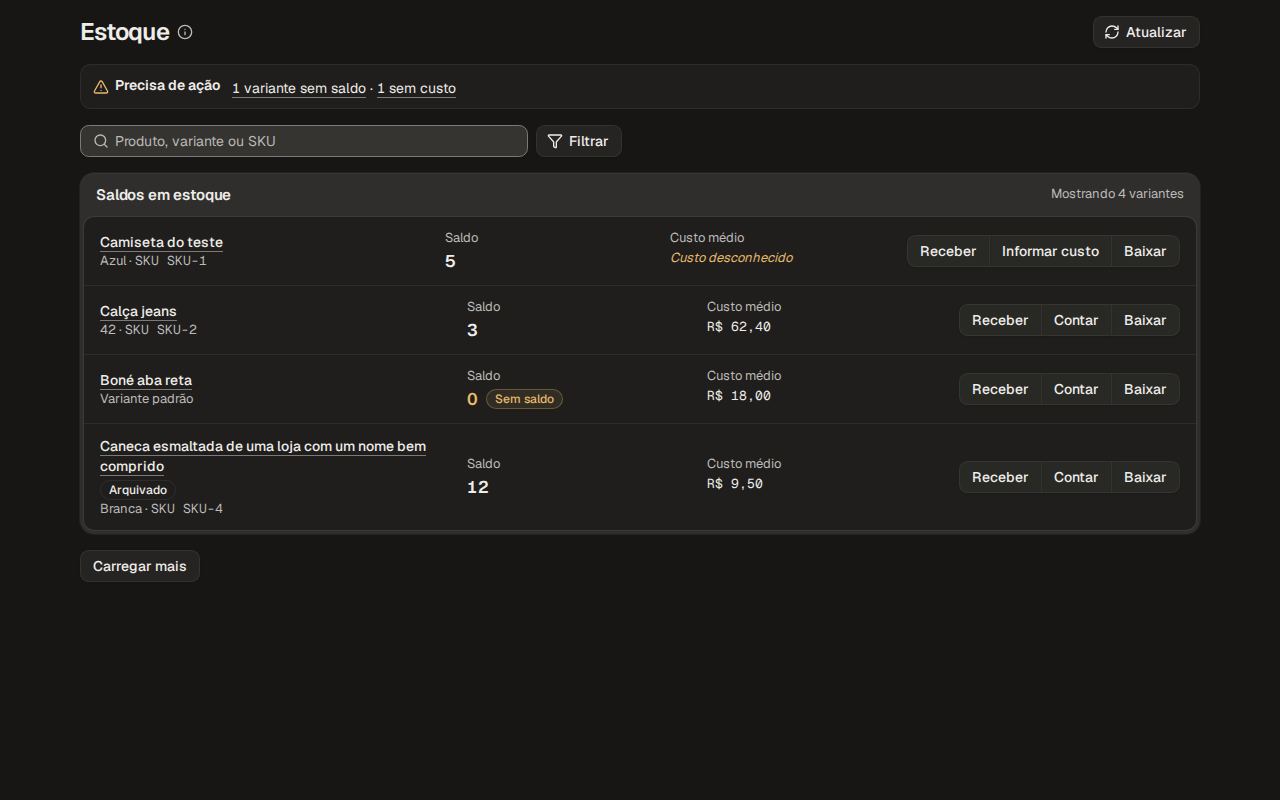 Estoque
Atualizar
Precisa de ação 1 variante sem saldo · 1 sem custo
Produto, variante ou SKU
Filtrar
Saldos em estoque
Mostrando 4 variantes
Camiseta do teste
Azul · SKU SKU-1
Saldo
5
Custo médio
Custo desconhecido
Receber Informar custo Baixar
Calça jeans
42 · SKU SKU-2
Saldo
3
Custo médio
R$ 62,40
Receber Contar Baixar
Boné aba reta
Variante padrão
Saldo
0 Sem saldo
Custo médio
R$ 18,00
Receber Contar Baixar
Caneca esmaltada de uma loja com um nome bem
comprido
Arquivado
Branca · SKU SKU-4
Saldo
12
Custo médio
R$ 9,50
Receber Contar Baixar
Carregar mais